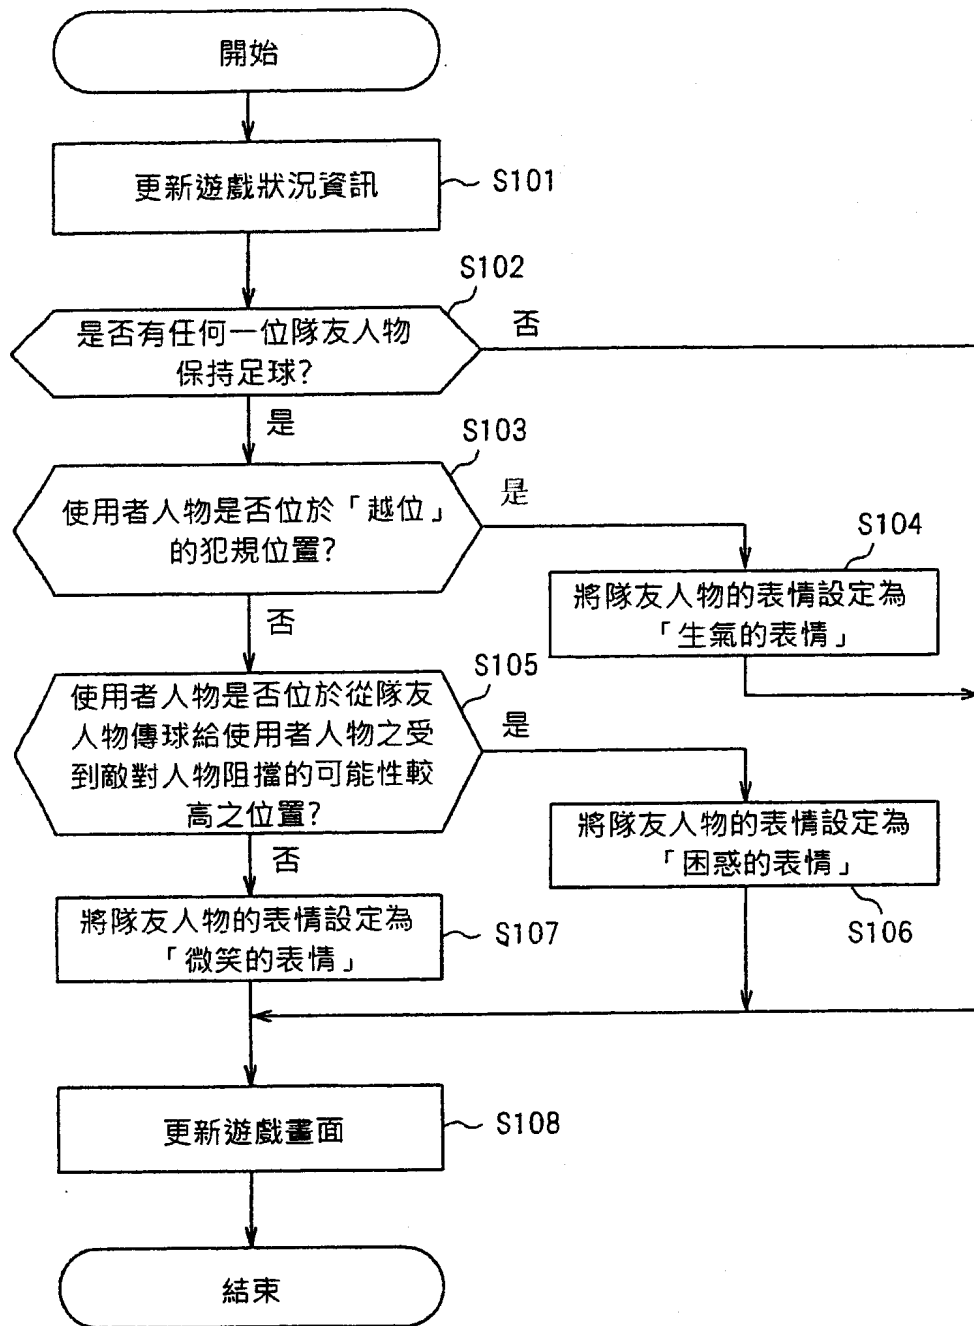 開始
更新遊戲狀況資訊
S101
S102
是否有任何一位隊友人物
保持足球?
否
是
S103
使用者人物是否位於「越位」
的犯規位置?
是
S104
將隊友人物的表情設定為
「生氣的表情」
否
S105
使用者人物是否位於從隊友
人物傳球給使用者人物之受
到敵對人物阻擋的可能性較
高之位置?
是
將隊友人物的表情設定為
「困惑的表情」
S106
否
將隊友人物的表情設定為
「微笑的表情」
S107
更新遊戲畫面
S108
結束